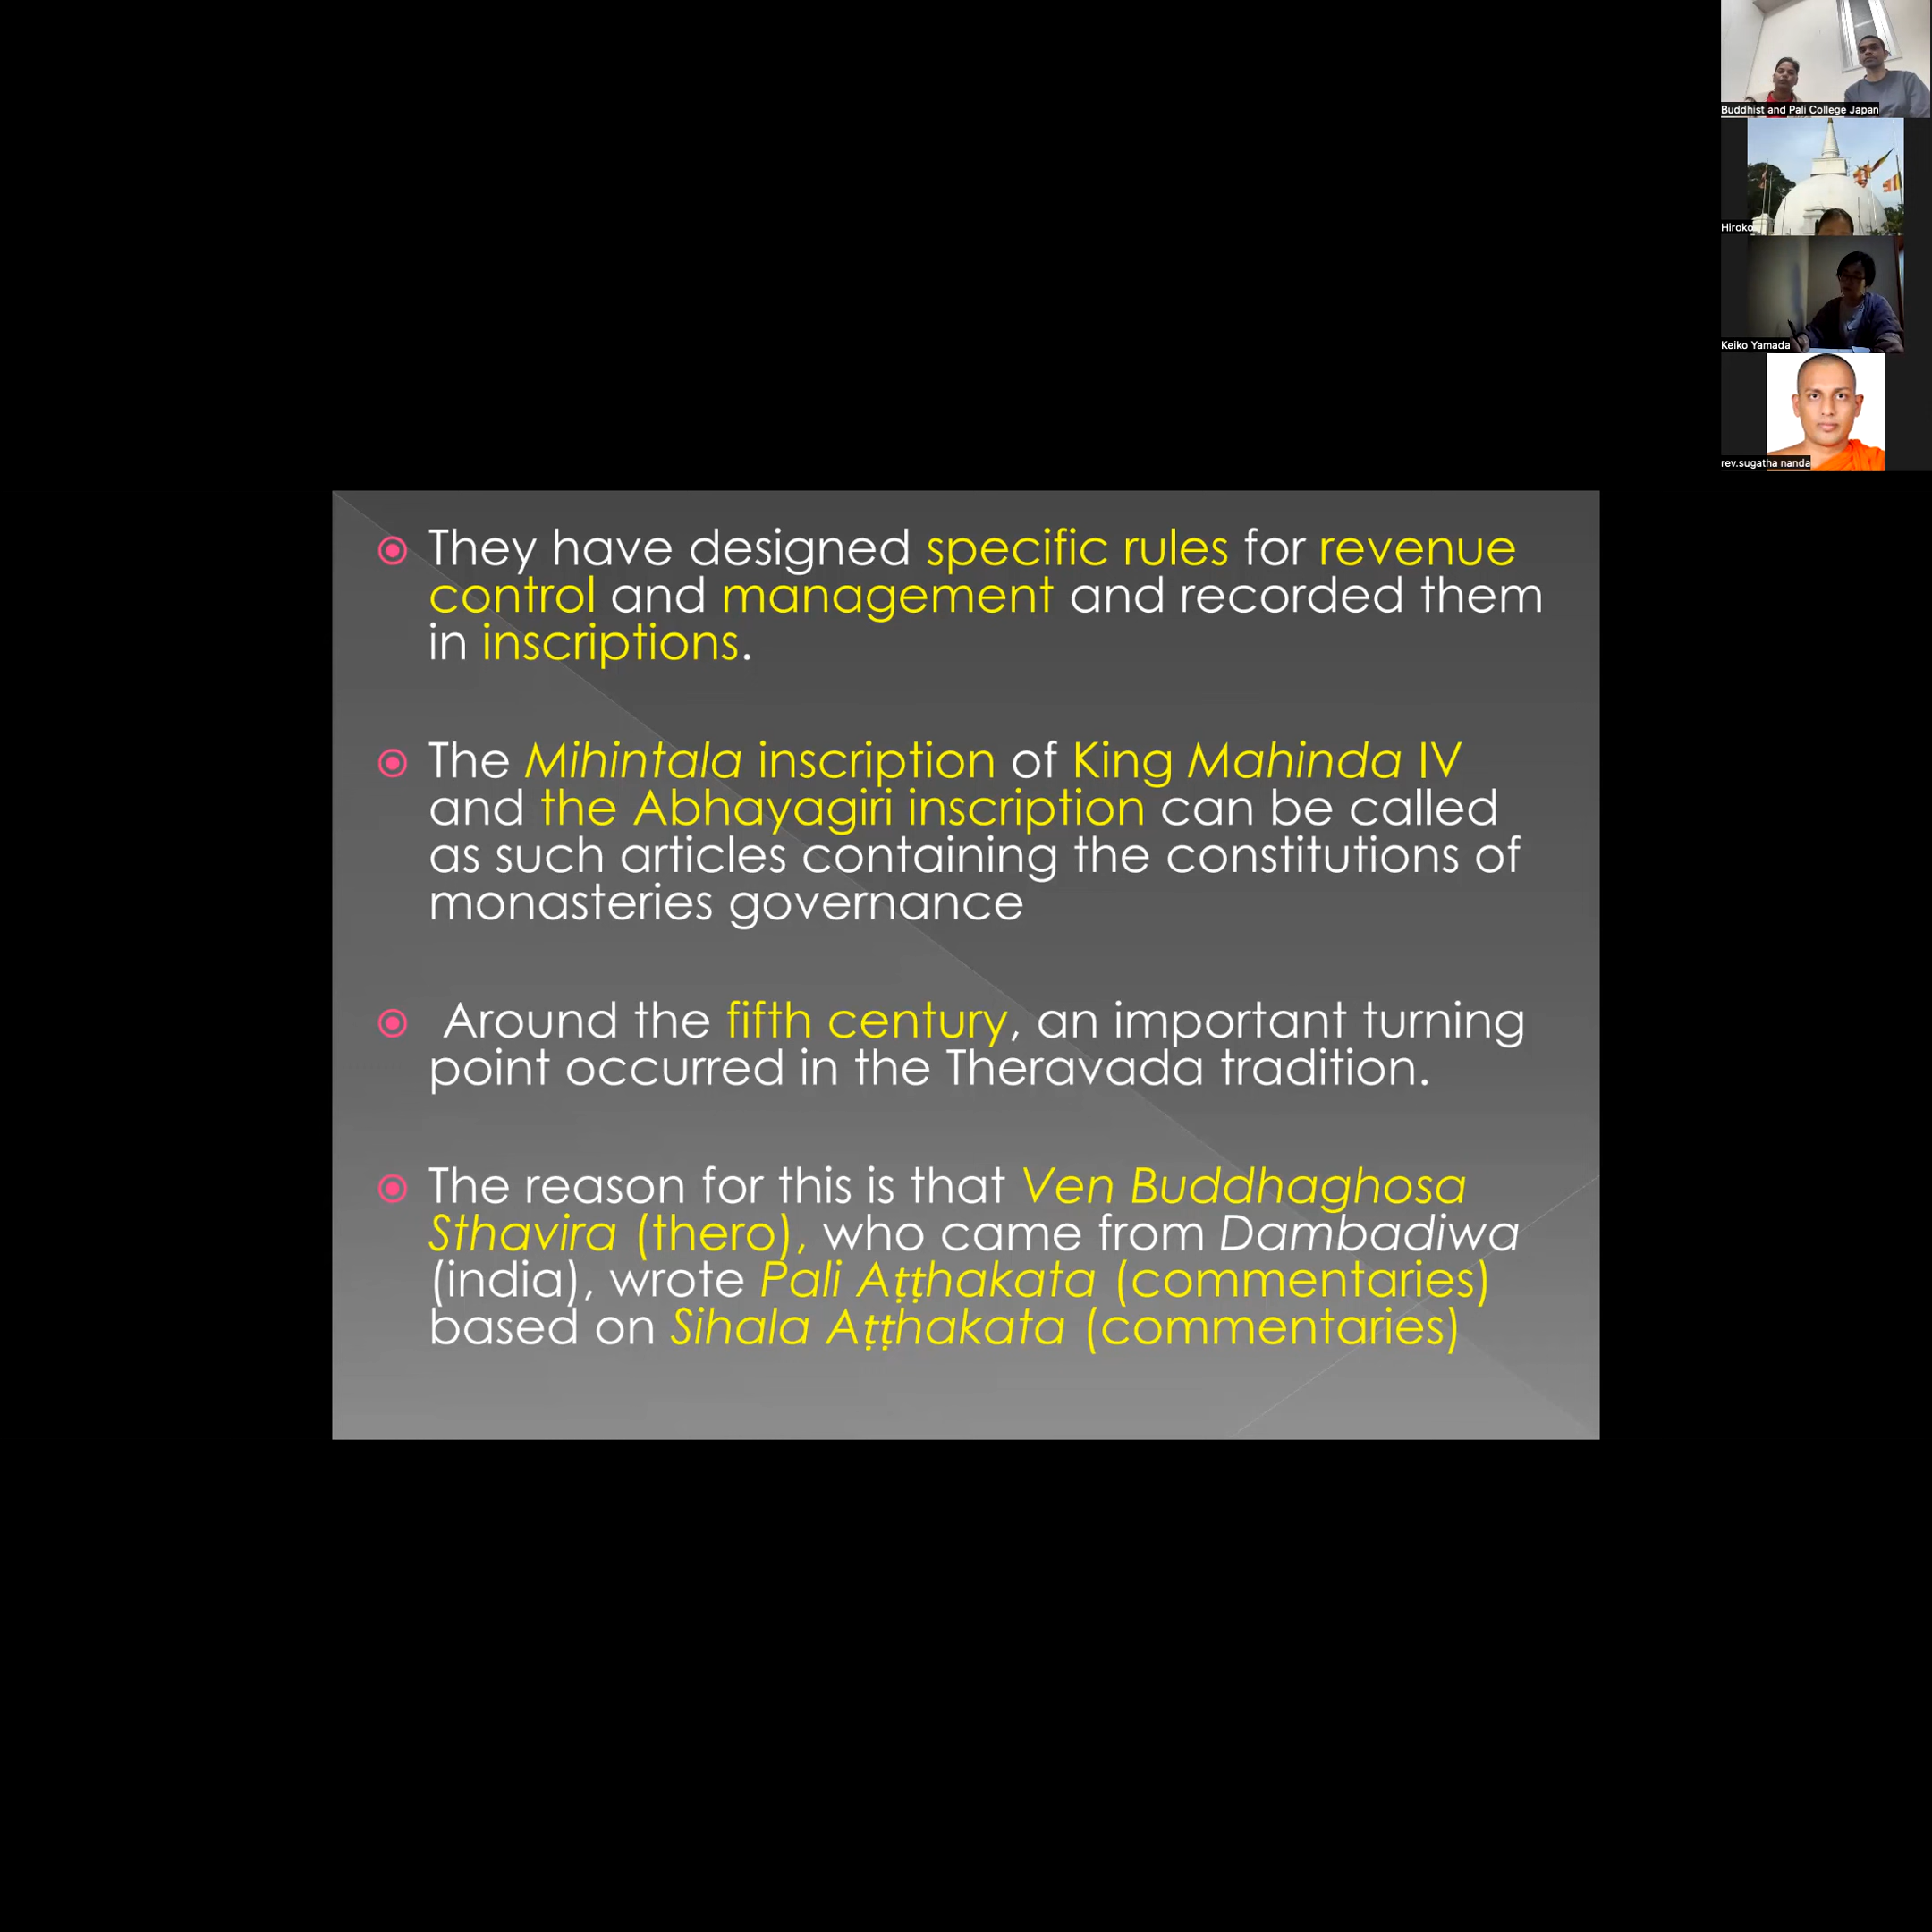 Buddhist and Pali College Japan
Hiroko
Keiko Yamada
rev.sugatha nanda
They have designed specific rules for revenue
control and management and recorded them
in inscriptions.
The Mihintala inscription of King Mahinda IV
and the Abhayagiri inscription can be called
as such articles containing the constitutions of
monasteries governance
Around the fifth century, an important turning
point occurred in the Theravada tradition.
The reason for this is that Ven Buddhaghosa
Sthavira (thero), who came from Dambadiwa
(india), wrote Pali Aṭṭhakata (commentaries)
based on Sihala Aṭṭhakata (commentaries)